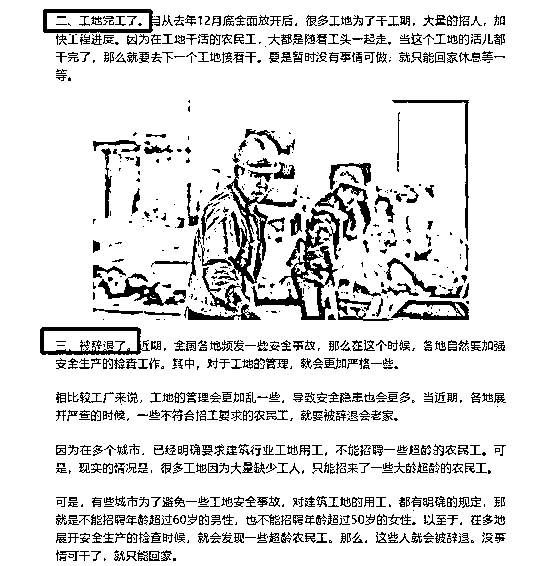 二、工地完工了。自从去年12月底全面放开后，很多工地为了干工期，大量的招人，加
快工程进度。因为在工地干活的农民工，大都是随着工头一起走。当这个工地的活儿都
干完了，那么就要去下一个工地接着干。要是暂时没有事情可做，就只能回家休息等一
等。
三、被辞退了。近期，全国各地频发一些安全事故，那么在这个时候，各地自然要加强
安全生产的检查工作。其中，对于工地的管理，就会更加严格一些。
相比较工厂来说，工地的管理会更加乱一些，导致安全隐患也会更多。当近期，各地展
开严查的时候，一些不符合招工要求的农民工，就要被辞退会老家。
因为在多个城市，已经明确要求建筑行业工地用工，不能招聘一些超龄的农民工。可
是，现实的情况是，很多工地因为大量缺少工人，只能招来了一些大龄超龄的农民工。
可是，有些城市为了避免一些工地安全事故，对建筑工地的用工，都有明确的规定，那
就是不能招聘年龄超过60岁的男性，也不能招聘年龄超过50岁的女性。以至于，在多地
展开安全生产的检查时候，就会发现一些超龄农民工。那么，这些人就会被辞退。没事
情可干了，就只能回家。